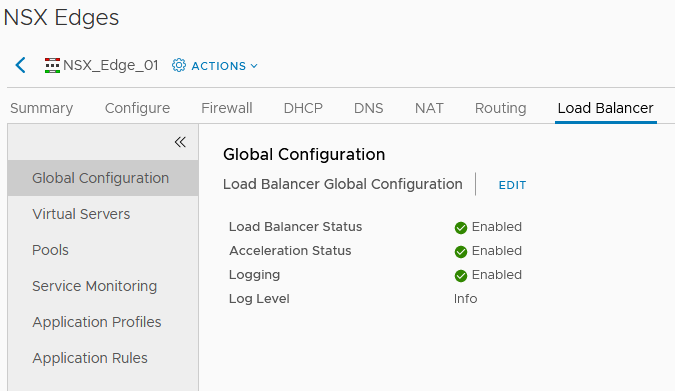 NSX Edges
NSX_Edge_01 ACTIONS
Summary Configure Firewall DHCP DNS NAT Routing Load Balancer
Global Configuration
Virtual Servers
Pools
Service Monitoring
Application Profiles
Application Rules
Global Configuration
Load Balancer Global Configuration EDIT
Load Balancer Status Enabled
Acceleration Status Enabled
Logging Enabled
Log Level Info